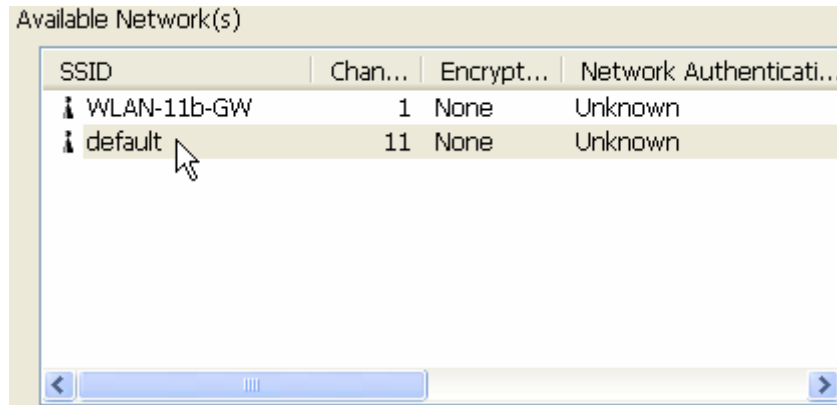 Available Network(s)
SSID Chan... Encrypt... Network Authenticati...
WLAN-11b-GW 1 None Unknown
default 11 None Unknown